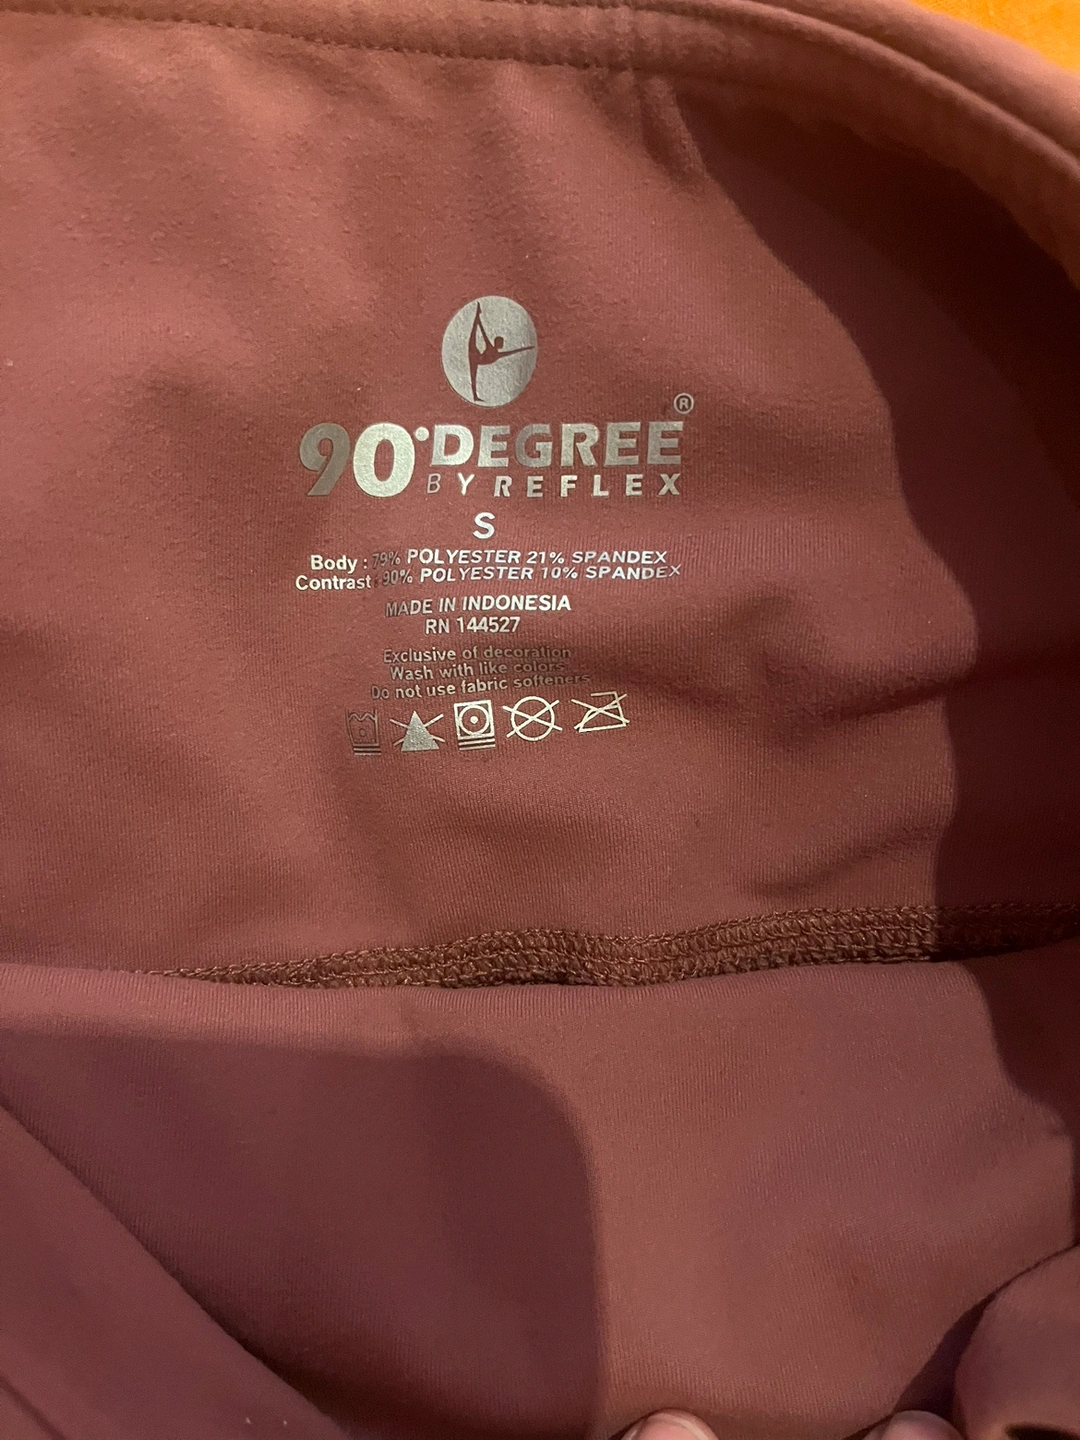 90°DEGREE®
BY REFLEX
S
Body : 79% POLYESTER 21% SPANDEX
Contrast : 90% POLYESTER 10% SPANDEX
MADE IN INDONESIA
RN 144527
Exclusive of decoration
Wash with like colors
Do not use fabric softeners